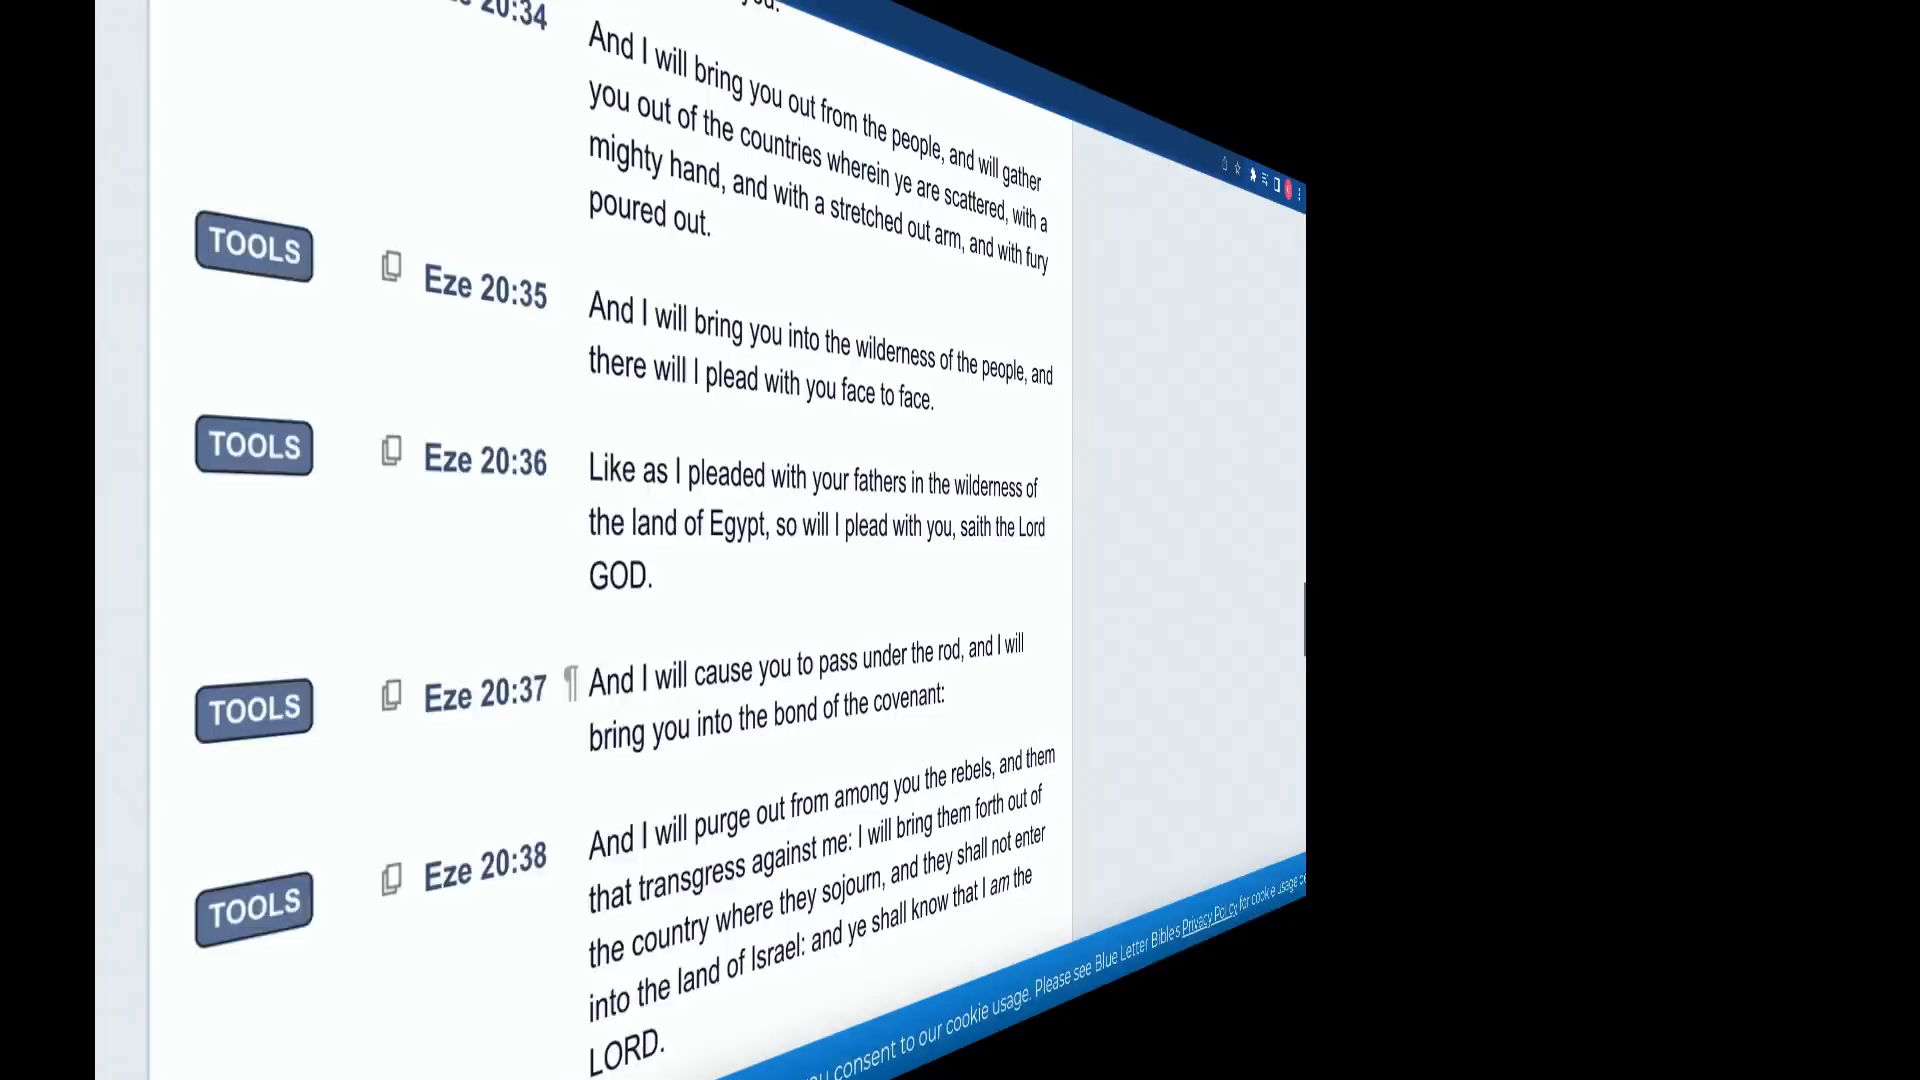 20:34
And I will bring you out from the people, and will gather
you out of the countries wherein ye are scattered, with a
mighty hand, and with a stretched out arm, and with fury
poured out.
TOOLS
Eze 20:35
And I will bring you into the wilderness of the people, and
there will I plead with you face to face.
TOOLS
Eze 20:36
Like as I pleaded with your fathers in the wilderness of
the land of Egypt, so will I plead with you, saith the Lord
GOD.
TOOLS
Eze 20:37 ¶
And I will cause you to pass under the rod, and I will
bring you into the bond of the covenant:
TOOLS
Eze 20:38
And I will purge out from among you the rebels, and them
that transgress against me: I will bring them forth out of
the country where they sojourn, and they shall not enter
into the land of Israel: and ye shall know that I am the
LORD.
consent to our cookie usage. Please see Blue Letter Bible's Privacy Policy for cookie usage